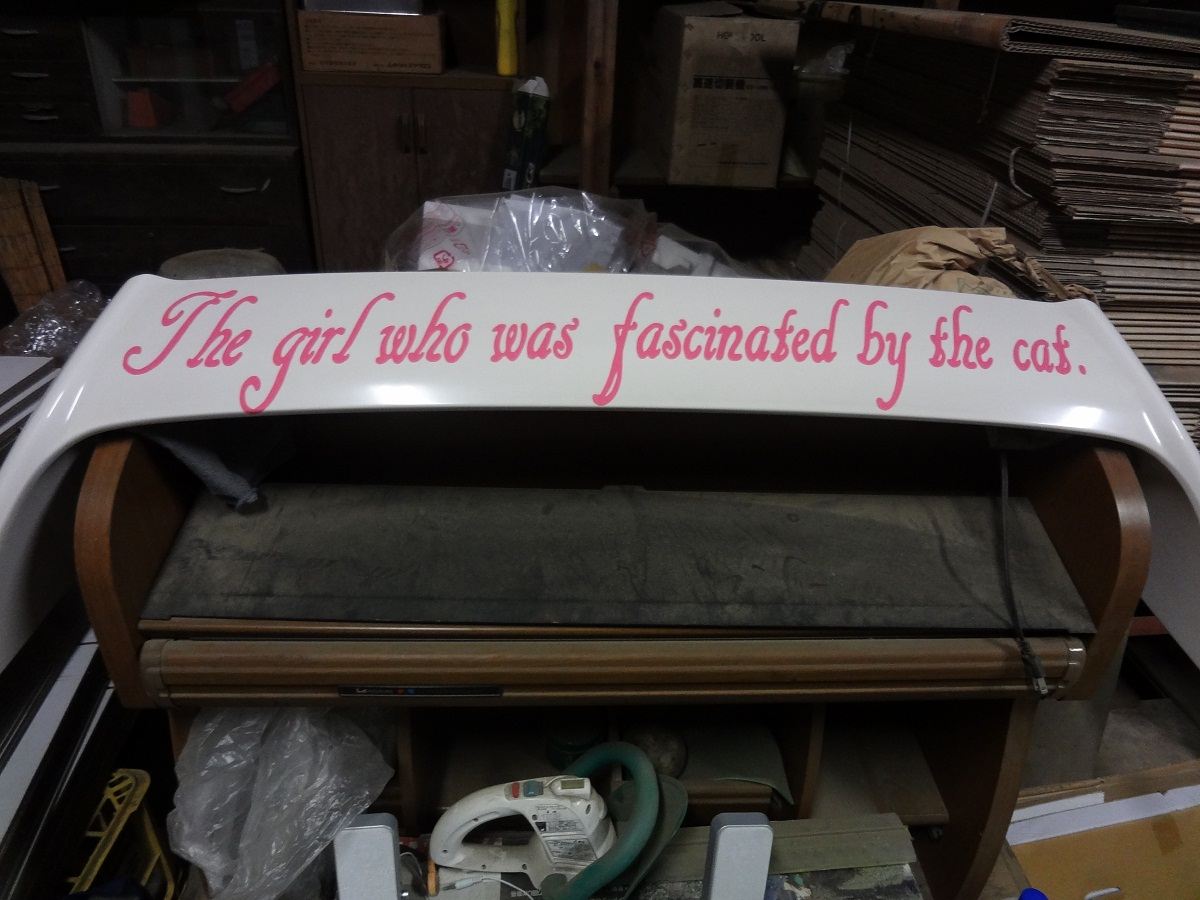 The girl who was fascinated by the cat.